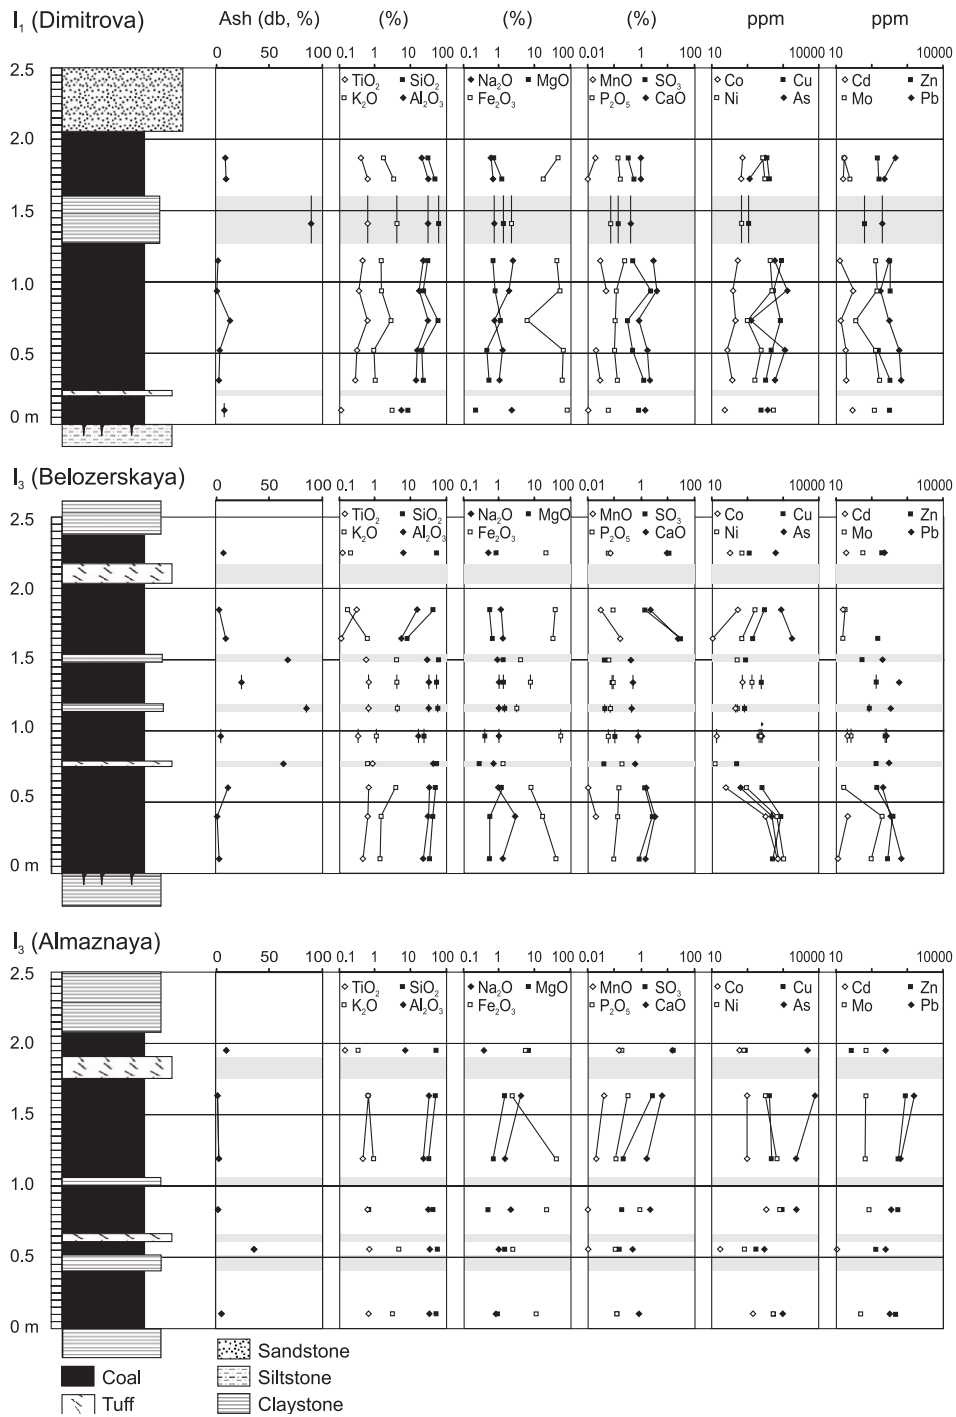 I₁ (Dimitrova) Ash (db, %) (%) (%) (%) ppm ppm
0 50 100 0.1 1 10 100 0.1 1 10 100 0.01 1 100 10 10000 10 10000
2.5 TiO₂ SiO₂ Na₂O MgO MnO SO₃ Co Cu Cd Zn
K₂O Al₂O₃ Fe₂O₃ P₂O₅ CaO Ni As Mo Pb
2.0
1.5
1.0
0.5
0 m
I₃ (Belozerskaya)
0 50 100 0.1 1 10 100 0.1 1 10 100 0.01 1 100 10 10000 10 10000
2.5 TiO₂ SiO₂ Na₂O MgO MnO SO₃ Co Cu Cd Zn
K₂O Al₂O₃ Fe₂O₃ P₂O₅ CaO Ni As Mo Pb
2.0
1.5
1.0
0.5
0 m
I₃ (Almaznaya)
0 50 100 0.1 1 10 100 0.1 1 10 100 0.01 1 100 10 10000 10 10000
2.5 TiO₂ SiO₂ Na₂O MgO MnO SO₃ Co Cu Cd Zn
K₂O Al₂O₃ Fe₂O₃ P₂O₅ CaO Ni As Mo Pb
2.0
1.5
1.0
0.5
0 m
Sandstone
Coal Siltstone
Tuff Claystone